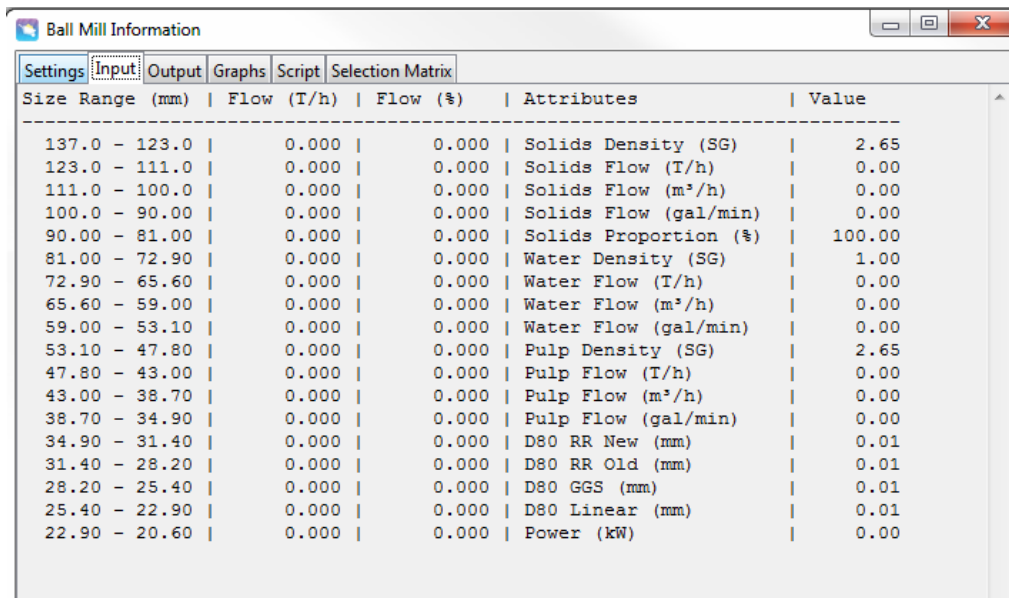 Ball Mill Information
Settings Input Output Graphs Script Selection Matrix
Size Range (mm) | Flow (T/h) | Flow (%) | Attributes | Value
--------------------------------------------------------------------------------
137.0 - 123.0 | 0.000 | 0.000 | Solids Density (SG) | 2.65
123.0 - 111.0 | 0.000 | 0.000 | Solids Flow (T/h) | 0.00
111.0 - 100.0 | 0.000 | 0.000 | Solids Flow (m³/h) | 0.00
100.0 - 90.00 | 0.000 | 0.000 | Solids Flow (gal/min) | 0.00
90.00 - 81.00 | 0.000 | 0.000 | Solids Proportion (%) | 100.00
81.00 - 72.90 | 0.000 | 0.000 | Water Density (SG) | 1.00
72.90 - 65.60 | 0.000 | 0.000 | Water Flow (T/h) | 0.00
65.60 - 59.00 | 0.000 | 0.000 | Water Flow (m³/h) | 0.00
59.00 - 53.10 | 0.000 | 0.000 | Water Flow (gal/min) | 0.00
53.10 - 47.80 | 0.000 | 0.000 | Pulp Density (SG) | 2.65
47.80 - 43.00 | 0.000 | 0.000 | Pulp Flow (T/h) | 0.00
43.00 - 38.70 | 0.000 | 0.000 | Pulp Flow (m³/h) | 0.00
38.70 - 34.90 | 0.000 | 0.000 | Pulp Flow (gal/min) | 0.00
34.90 - 31.40 | 0.000 | 0.000 | D80 RR New (mm) | 0.01
31.40 - 28.20 | 0.000 | 0.000 | D80 RR Old (mm) | 0.01
28.20 - 25.40 | 0.000 | 0.000 | D80 GGS (mm) | 0.01
25.40 - 22.90 | 0.000 | 0.000 | D80 Linear (mm) | 0.01
22.90 - 20.60 | 0.000 | 0.000 | Power (kW) | 0.00